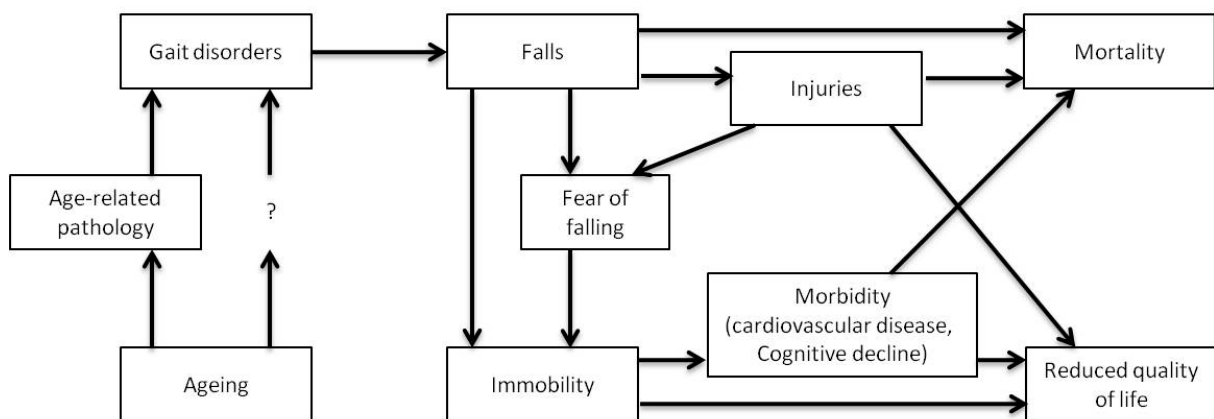 Gait disorders
Falls
Mortality
Injuries
Age-related
pathology
?
Fear of
falling
Morbidity
(cardiovascular disease,
Cognitive decline)
Ageing
Immobility
Reduced quality
of life